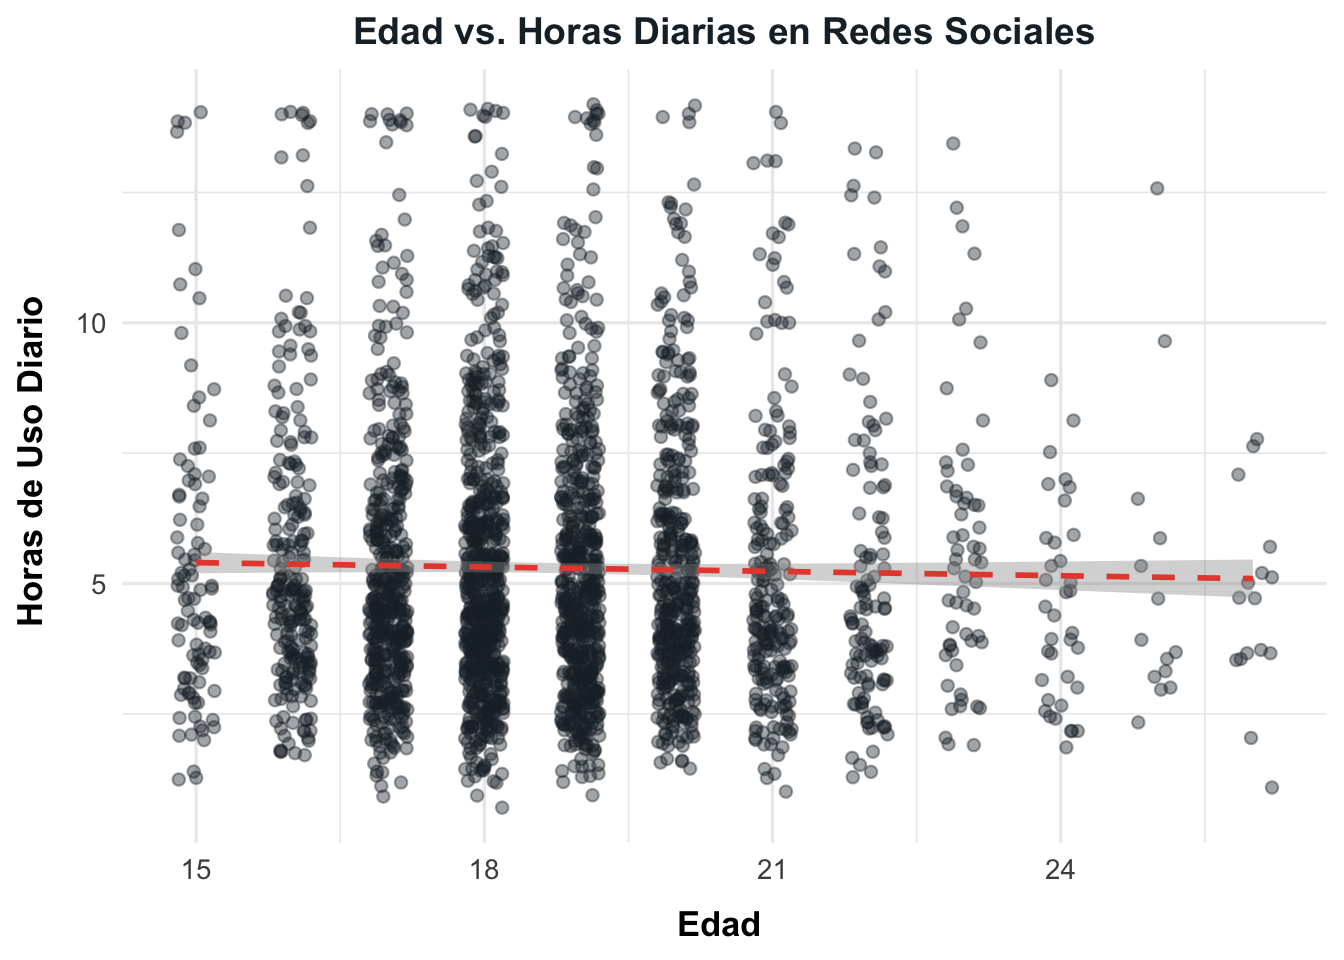 Edad vs. Horas Diarias en Redes Sociales
Horas de Uso Diario
10
5
15 18 21 24
Edad